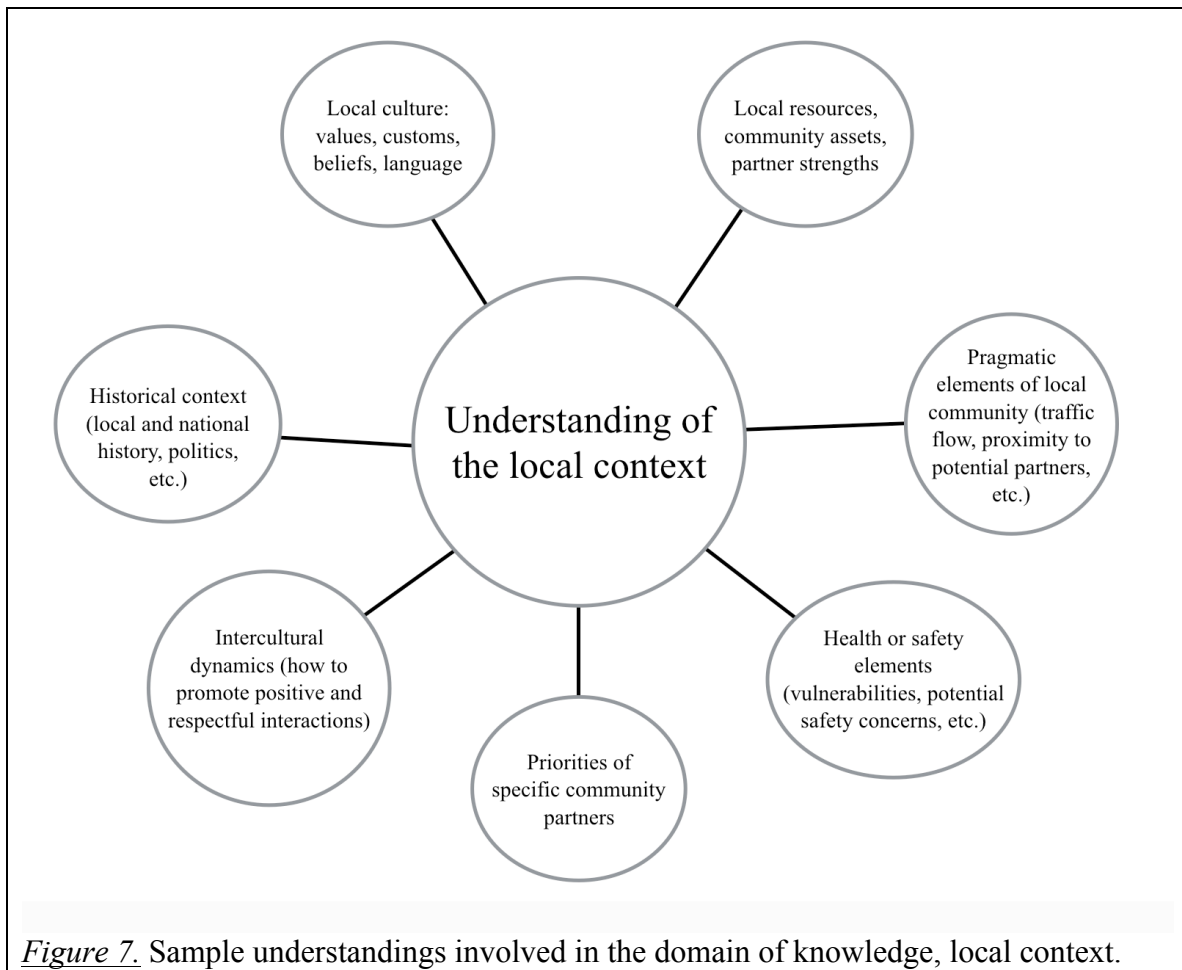 Local culture:
values, customs,
beliefs, language
Local resources,
community assets,
partner strengths
Historical context
(local and national
history, politics,
etc.)
Understanding of
the local context
Pragmatic
elements of local
community (traffic
flow, proximity to
potential partners,
etc.)
Intercultural
dynamics (how to
promote positive and
respectful interactions)
Health or safety
elements
(vulnerabilities, potential
safety concerns, etc.)
Priorities of
specific community
partners
Figure 7. Sample understandings involved in the domain of knowledge, local context.